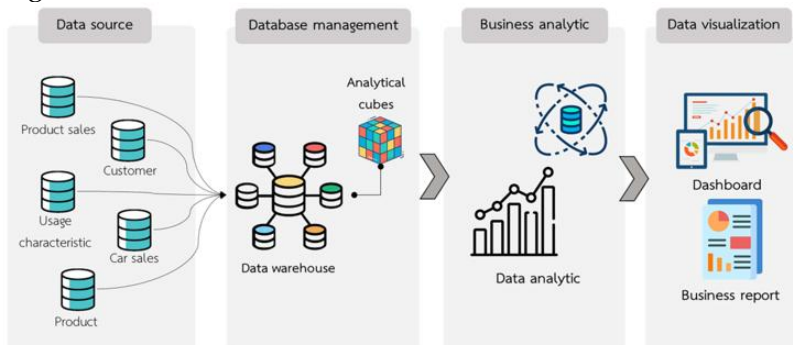 Data source
Database management
Business analytic
Data visualization
Product sales
Customer
Usage
characteristic
Car sales
Product
Analytical
cubes
Data warehouse
Data analytic
Dashboard
Business report